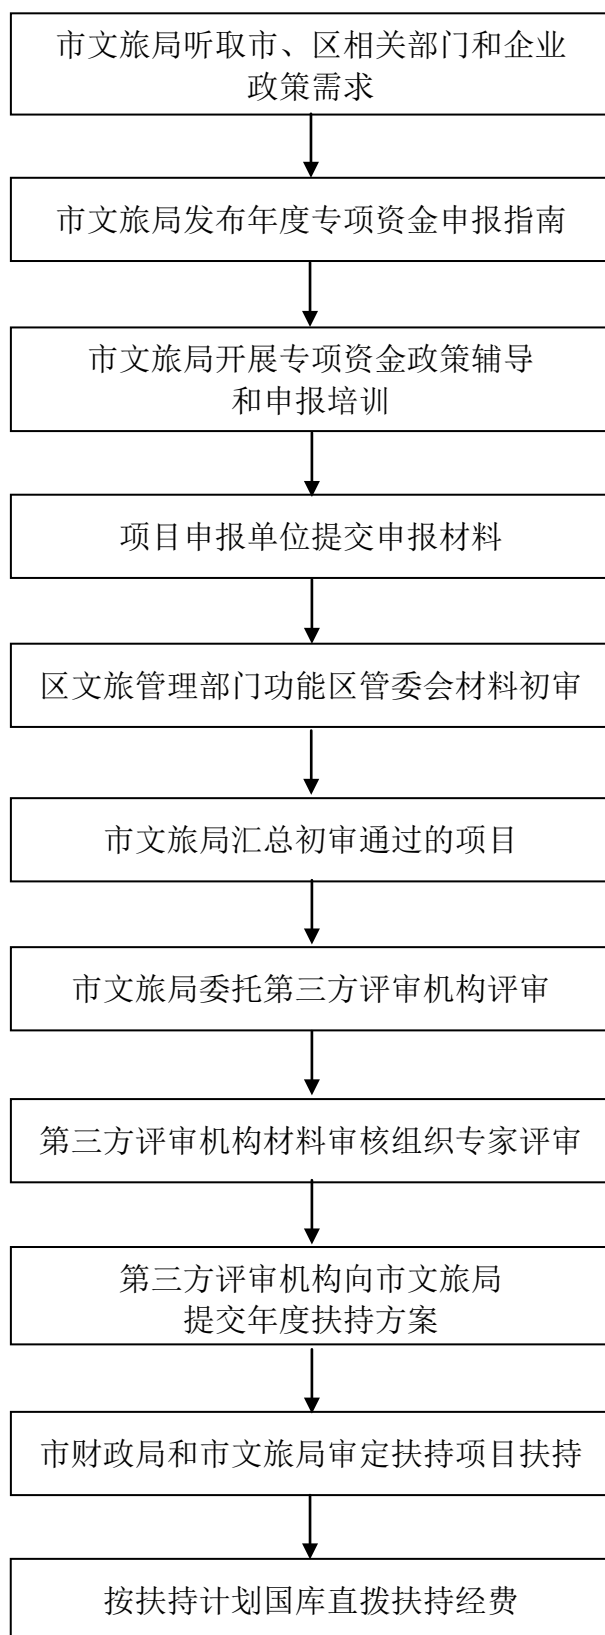 市文旅局听取市、区相关部门和企业
政策需求
市文旅局发布年度专项资金申报指南
市文旅局开展专项资金政策辅导
和申报培训
项目申报单位提交申报材料
区文旅管理部门功能区管委会材料初审
市文旅局汇总初审通过的项目
市文旅局委托第三方评审机构评审
第三方评审机构材料审核组织专家评审
第三方评审机构向市文旅局
提交年度扶持方案
市财政局和市文旅局审定扶持项目扶持
按扶持计划国库直拨扶持经费